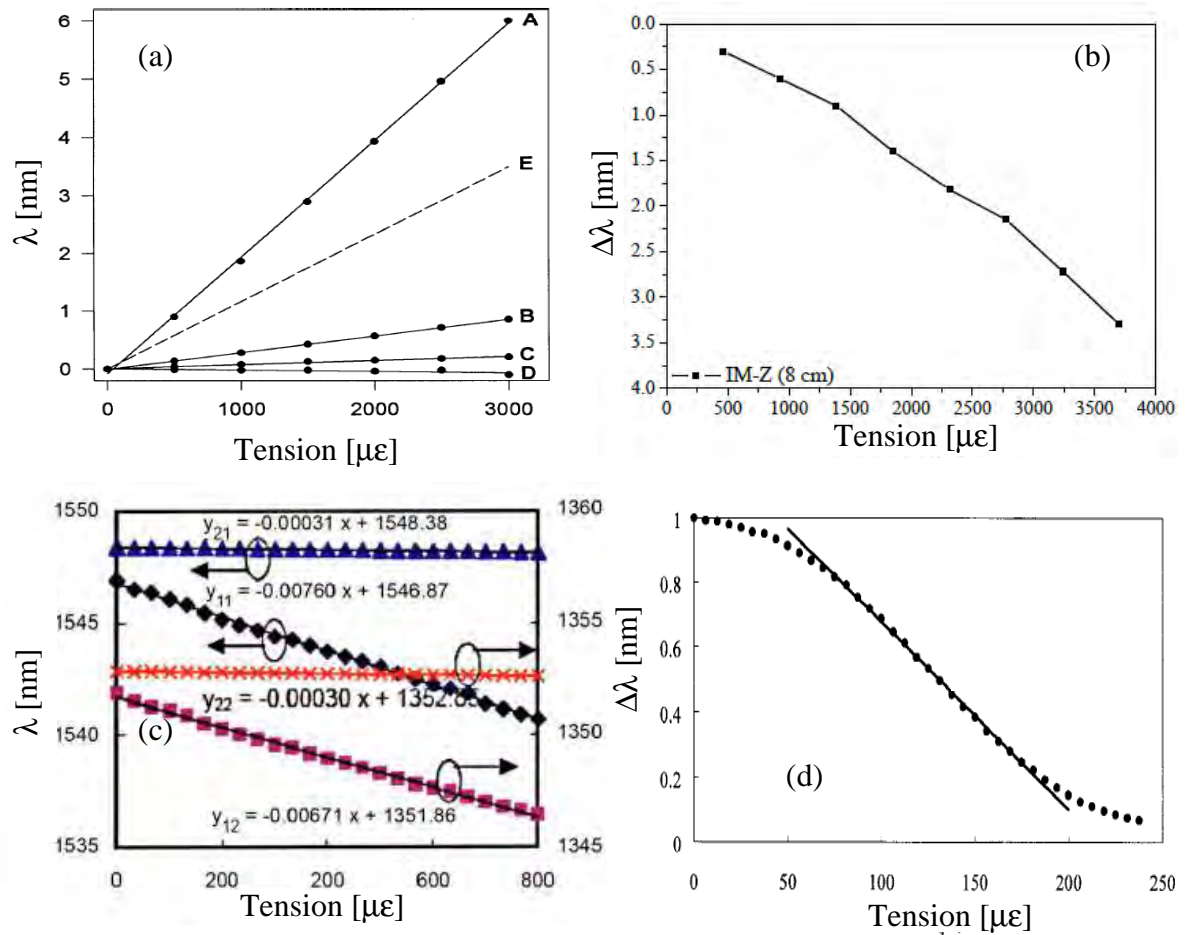 (a)
6
5
4
3
2
1
0
λ [nm]
A
E
B
C
D
0 1000 2000 3000
Tension [µε]
(b)
0.0
0.5
1.0
1.5
2.0
2.5
3.0
3.5
4.0
Δλ [nm]
IM-Z (8 cm)
0 500 1000 1500 2000 2500 3000 3500 4000
Tension [µε]
1550
1545
1540
1535
λ [nm]
y21 = -0.00031 x + 1548.38
y11 = -0.00760 x + 1546.87
y22 = -0.00030 x + 1352.85
(c)
y12 = -0.00671 x + 1351.86
1360
1355
1350
1345
0 200 200 600 800
Tension [µε]
1
0.8
0.6
0.4
0.2
0
Δλ [nm]
(d)
0 50 100 150 200 250
Tension [µε]